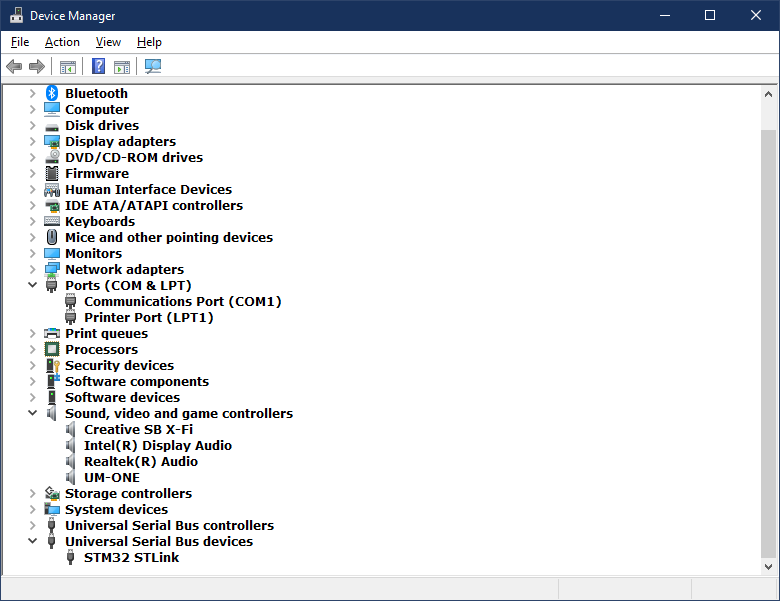 Device Manager
File Action View Help
Bluetooth
Computer
Disk drives
Display adapters
DVD/CD-ROM drives
Firmware
Human Interface Devices
IDE ATA/ATAPI controllers
Keyboards
Mice and other pointing devices
Monitors
Network adapters
Ports (COM & LPT)
Communications Port (COM1)
Printer Port (LPT1)
Print queues
Processors
Security devices
Software components
Software devices
Sound, video and game controllers
Creative SB X-Fi
Intel(R) Display Audio
Realtek(R) Audio
UM-ONE
Storage controllers
System devices
Universal Serial Bus controllers
Universal Serial Bus devices
STM32 STLink